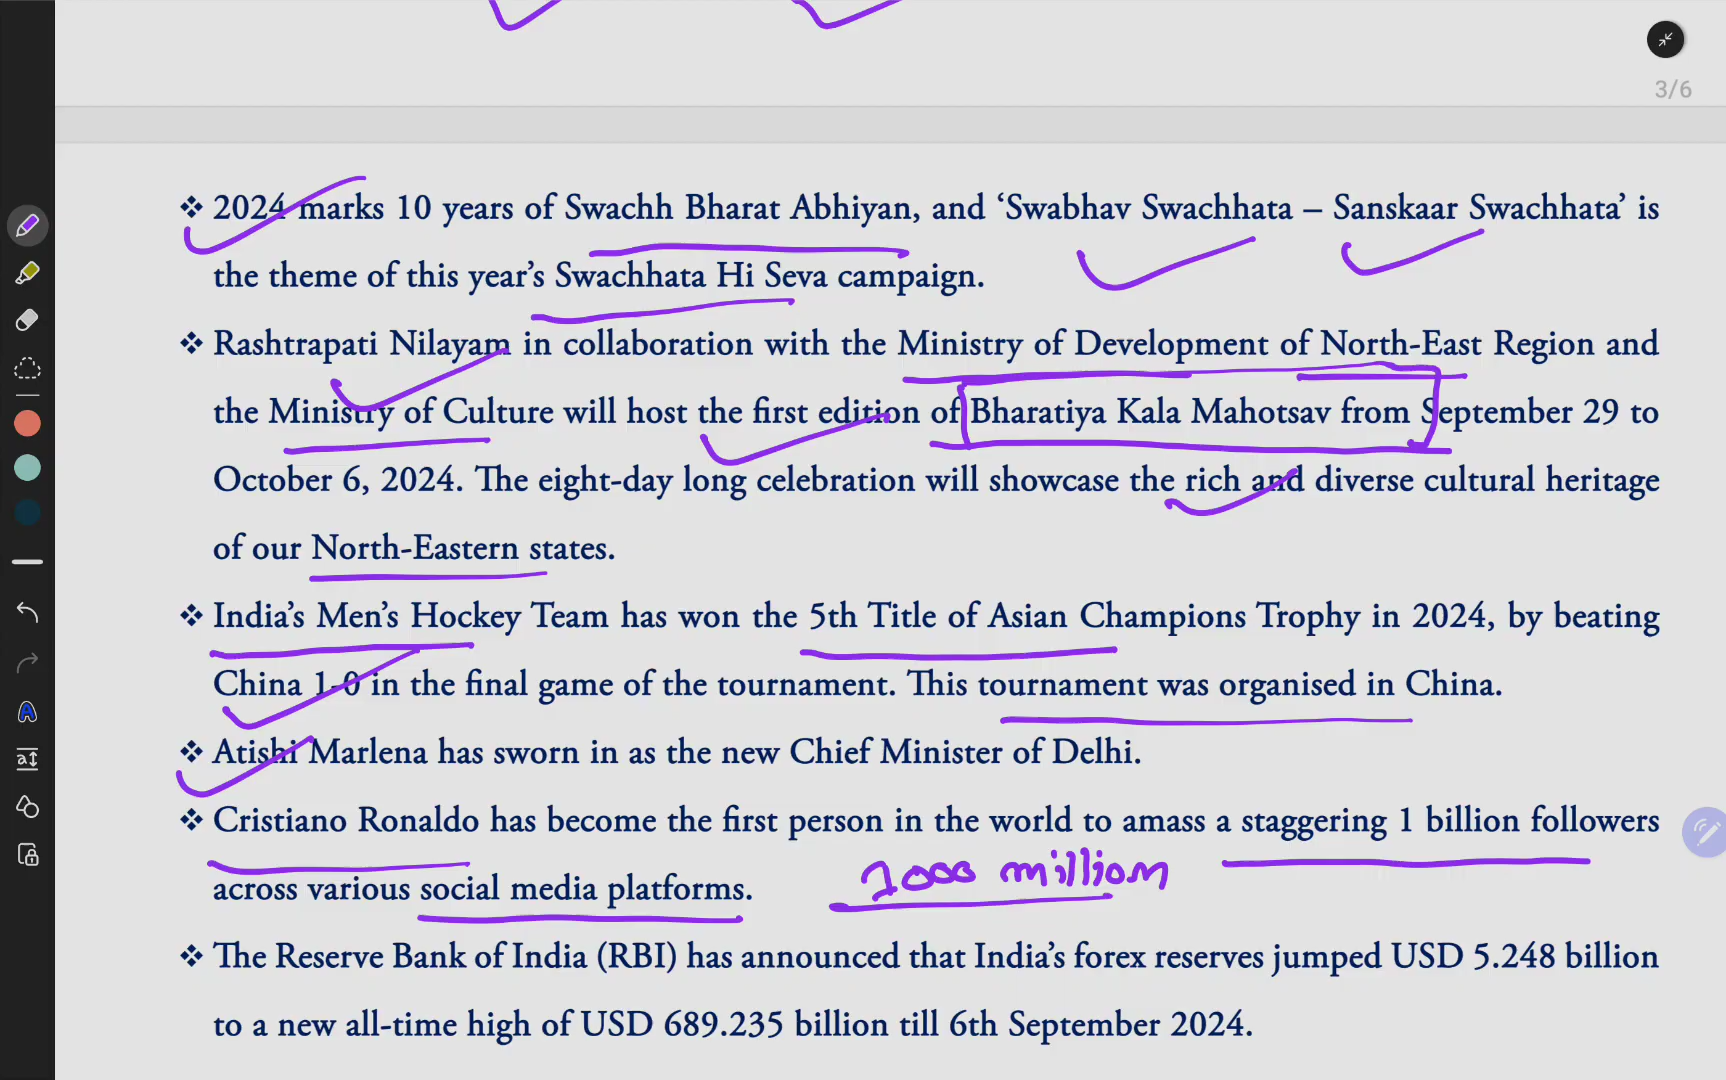 3/6
❖ 2024 marks 10 years of Swachh Bharat Abhiyan, and ‘Swabhav Swachhata – Sanskaar Swachhata’ is
the theme of this year’s Swachhata Hi Seva campaign.
❖ Rashtrapati Nilayam in collaboration with the Ministry of Development of North-East Region and
the Ministry of Culture will host the first edition of Bharatiya Kala Mahotsav from September 29 to
October 6, 2024. The eight-day long celebration will showcase the rich and diverse cultural heritage
of our North-Eastern states.
❖ India’s Men’s Hockey Team has won the 5th Title of Asian Champions Trophy in 2024, by beating
China 1-0 in the final game of the tournament. This tournament was organised in China.
❖ Atishi Marlena has sworn in as the new Chief Minister of Delhi.
❖ Cristiano Ronaldo has become the first person in the world to amass a staggering 1 billion followers
across various social media platforms. 1000 million
❖ The Reserve Bank of India (RBI) has announced that India’s forex reserves jumped USD 5.248 billion
to a new all-time high of USD 689.235 billion till 6th September 2024.